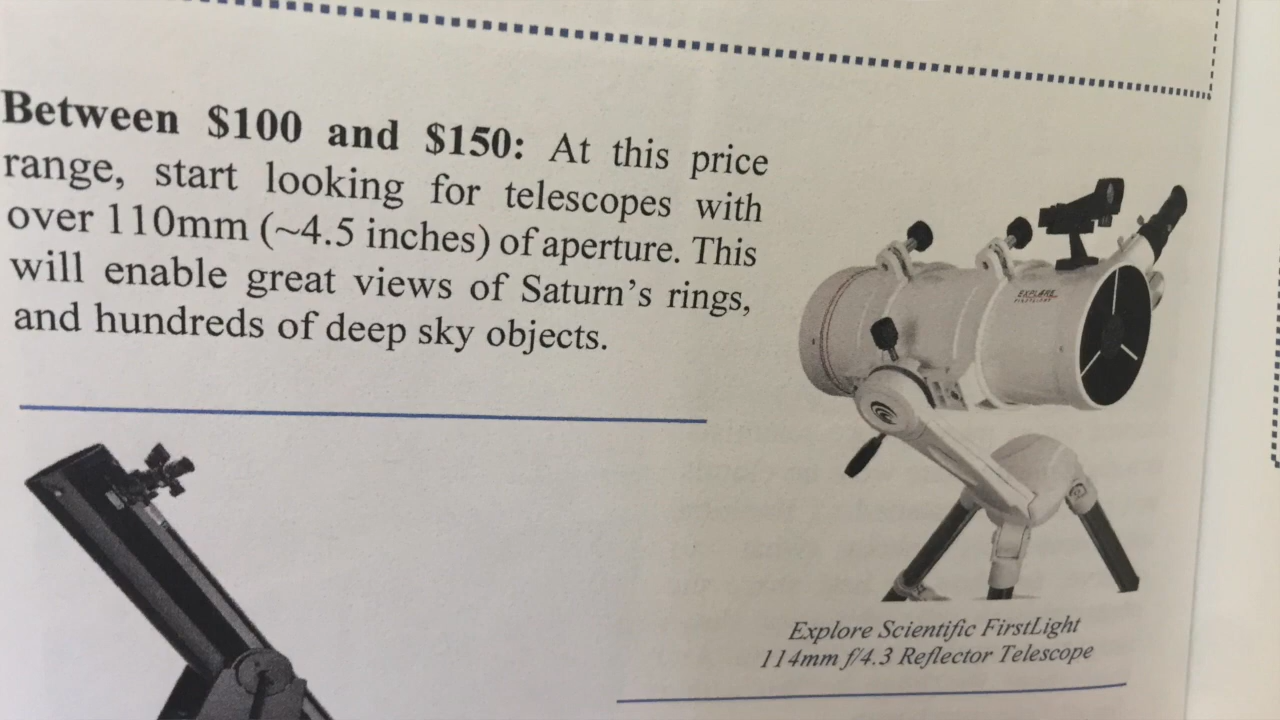 Between $100 and $150: At this price
range, start looking for telescopes with
over 110mm (~4.5 inches) of aperture. This
will enable great views of Saturn's rings,
and hundreds of deep sky objects.
EXPLORE
FIRSTLIGHT
Explore Scientific FirstLight
114mm f/4.3 Reflector Telescope